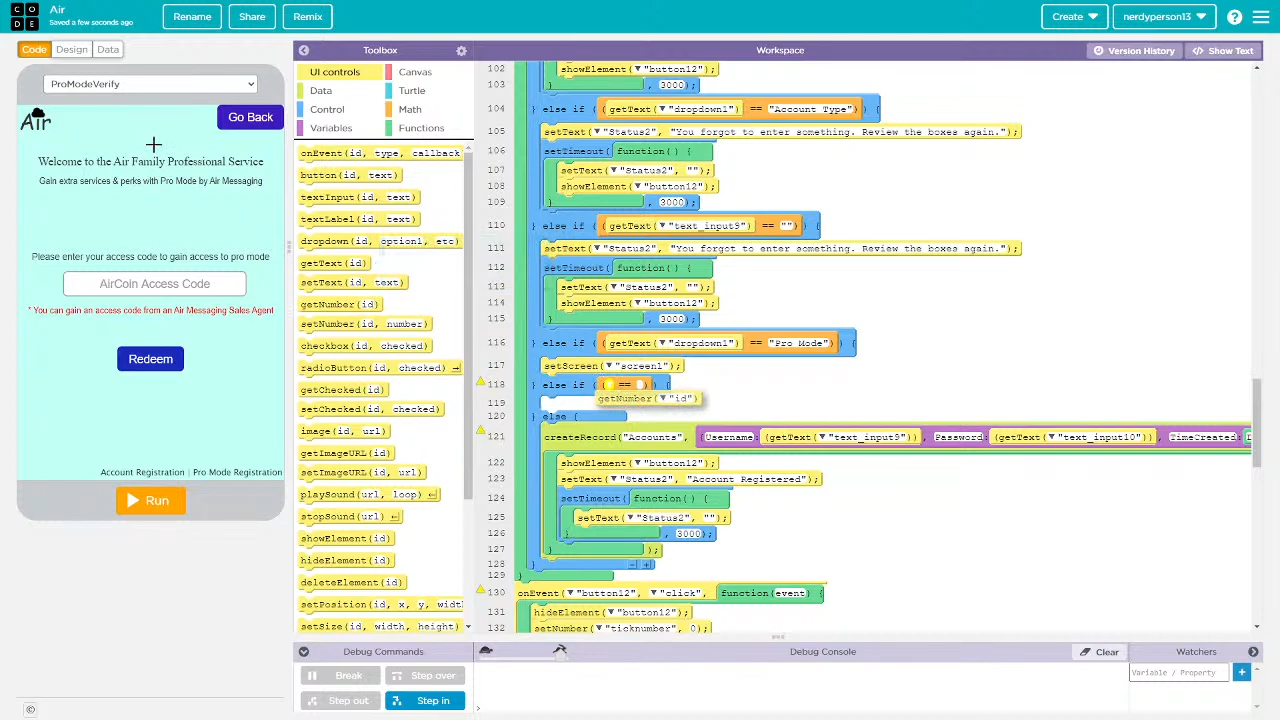 CODE
Air
Saved a few seconds ago
Rename
Share
Remix
Create
nerdyperson13
?
Code
Design
Data
Toolbox
Workspace
Version History
</> Show Text
ProModeVerify
Air
Go Back
Welcome to the Air Family Professional Service
Gain extra services & perks with Pro Mode by Air Messaging
Please enter your access code to gain access to pro mode
AirCoin Access Code
* You can gain an access code from an Air Messaging Sales Agent
Redeem
Account Registration | Pro Mode Registration
Run
UI controls
Canvas
Data
Turtle
Control
Math
Variables
Functions
onEvent(id, type, callback
button(id, text)
textInput(id, text)
textLabel(id, text)
dropdown(id, option1, etc)
getText(id)
setText(id, text)
getNumber(id)
setNumber(id, number)
checkbox(id, checked)
radioButton(id, checked)
getChecked(id)
setChecked(id, checked)
image(id, url)
getImageURL(id)
setImageURL(id, url)
playSound(url, loop)
stopSound(url)
showElement(id)
hideElement(id)
deleteElement(id)
setPosition(id, x, y, width
setSize(id, width, height)
102 showElement(▼"button12");
103 } , 3000);
104 } else if ( (getText(▼"dropdown1") == "Account Type") ) {
105 setText(▼"Status2", "You forgot to enter something. Review the boxes again.");
106 setTimeout( function() {
107 setText(▼"Status2", "");
108 showElement(▼"button12");
109 } , 3000);
110 } else if ( (getText(▼"text_input9") == "") ) {
111 setText(▼"Status2", "You forgot to enter something. Review the boxes again.");
112 setTimeout( function() {
113 setText(▼"Status2", "");
114 showElement(▼"button12");
115 } , 3000);
116 } else if ( (getText(▼"dropdown1") == "Pro Mode") ) {
117 setScreen(▼"screen1");
118 } else if ( ( == ) ) {
getNumber(▼"id")
119
120 } else {
121 createRecord("Accounts", {Username:(getText(▼"text_input9")), Password:(getText(▼"text_input10")), TimeCreated:
122 showElement(▼"button12");
123 setText(▼"Status2", "Account Registered");
124 setTimeout( function() {
125 setText(▼"Status2", "");
126 } , 3000);
127 } );
128 }
129 }
130 onEvent(▼"button12", ▼"click", function(event) {
131 hideElement(▼"button12");
132 setNumber(▼"ticknumber", 0);
Debug Commands
Debug Console
Clear
Watchers
Break
Step over
Step out
Step in
Variable / Property
+
>